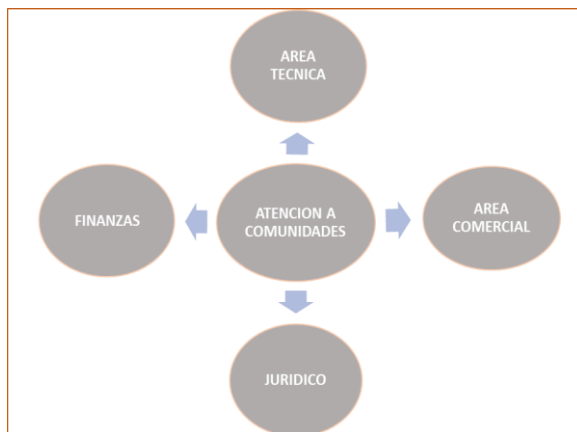 AREA
TECNICA
FINANZAS
ATENCION A
COMUNIDADES
AREA
COMERCIAL
JURIDICO